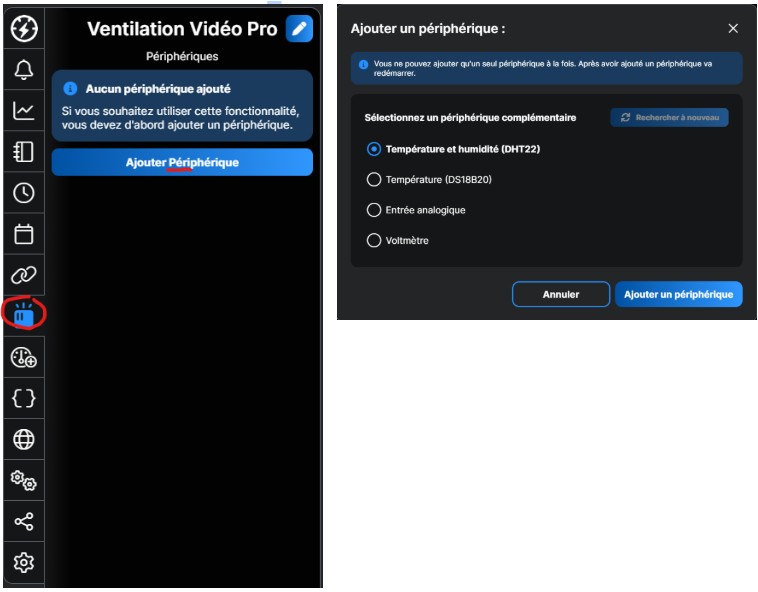 Ventilation Vidéo Pro
Périphériques
Aucun périphérique ajouté
Si vous souhaitez utiliser cette fonctionnalité,
vous devez d'abord ajouter un périphérique.
Ajouter Périphérique
Ajouter un périphérique :
Vous ne pouvez ajouter qu'un seul périphérique à la fois. Après avoir ajouté un périphérique va
redémarrer.
Sélectionnez un périphérique complémentaire
Rechercher à nouveau
Température et humidité (DHT22)
Température (DS18B20)
Entrée analogique
Voltmètre
Annuler
Ajouter un périphérique